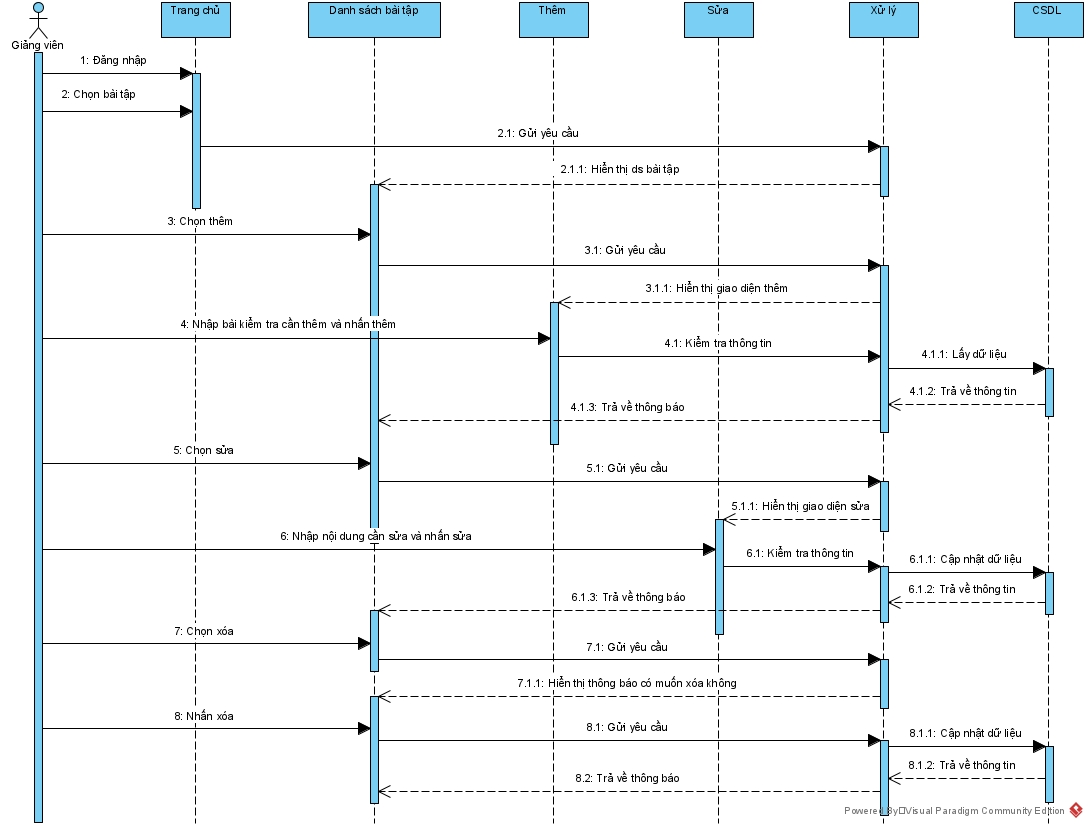 Trang chủ
Danh sách bài tập
Thêm
Sửa
Xử lý
CSDL
Giảng viên
1: Đăng nhập
2: Chọn bài tập
2.1: Gửi yêu cầu
2.1.1: Hiển thị ds bài tập
3: Chọn thêm
3.1: Gửi yêu cầu
3.1.1: Hiển thị giao diện thêm
4: Nhập bài kiểm tra cần thêm và nhấn thêm
4.1: Kiểm tra thông tin
4.1.1: Lấy dữ liệu
4.1.2: Trả về thông tin
4.1.3: Trả về thông báo
5: Chọn sửa
5.1: Gửi yêu cầu
5.1.1: Hiển thị giao diện sửa
6: Nhập nội dung cần sửa và nhấn sửa
6.1: Kiểm tra thông tin
6.1.1: Cập nhật dữ liệu
6.1.2: Trả về thông tin
6.1.3: Trả về thông báo
7: Chọn xóa
7.1: Gửi yêu cầu
7.1.1: Hiển thị thông báo có muốn xóa không
8: Nhấn xóa
8.1: Gửi yêu cầu
8.1.1: Cập nhật dữ liệu
8.1.2: Trả về thông tin
8.2: Trả về thông báo
Powered By Visual Paradigm Community Edition